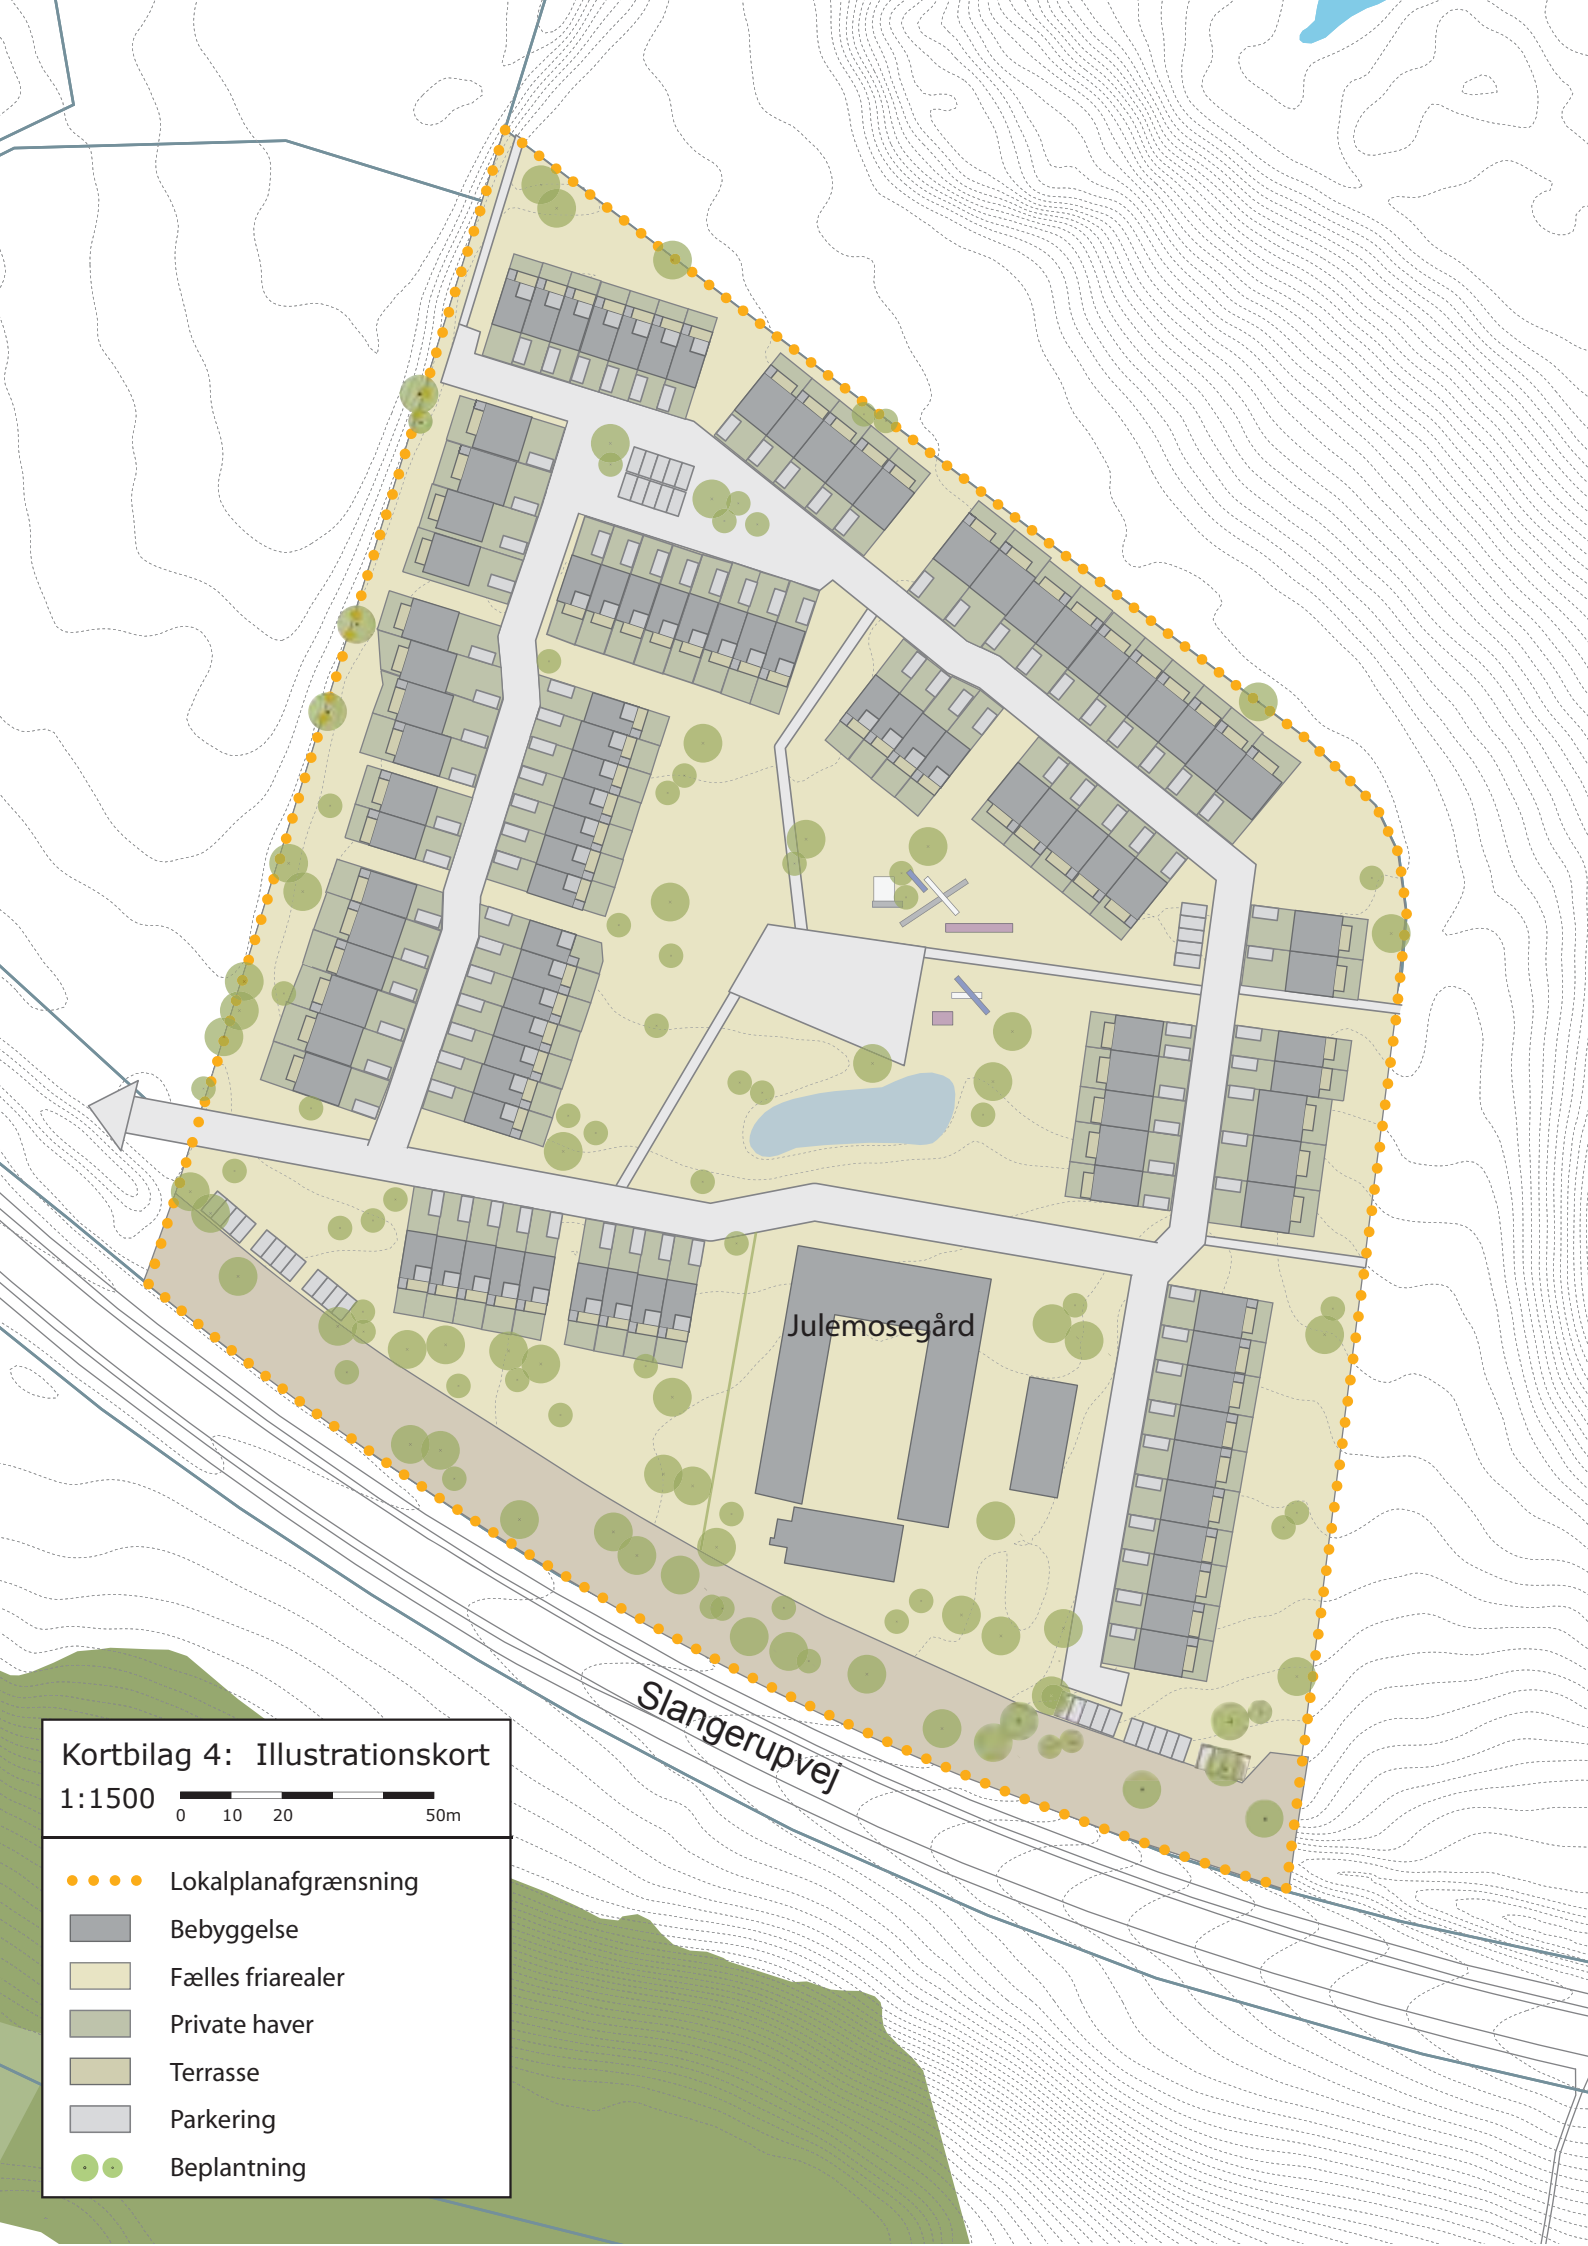 Julemosegård
Slangerupvej
Kortbilag 4: Illustrationskort
1:1500
0 10 20 50m
Lokalplanafgrænsning
Bebyggelse
Fælles friarealer
Private haver
Terrasse
Parkering
Beplantning